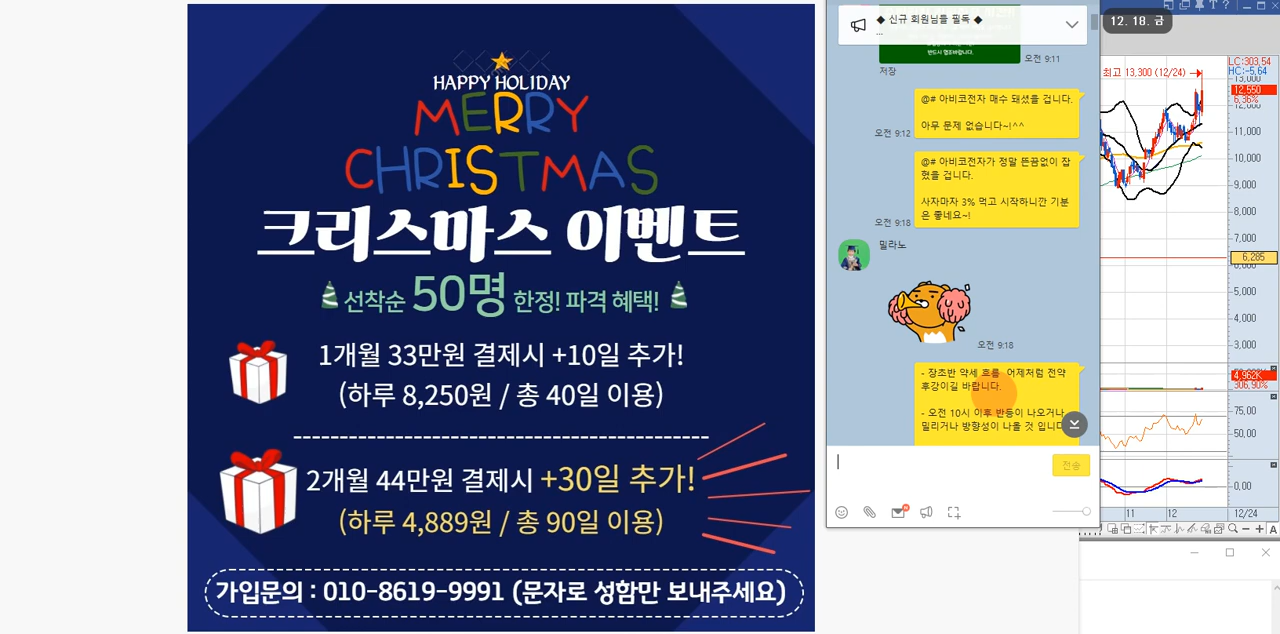 HAPPY HOLIDAY
MERRY
CHRISTMAS
크리스마스 이벤트
선착순 50명 한정! 파격 혜택!
1개월 33만원 결제시 +10일 추가!
(하루 8,250원 / 총 40일 이용)
2개월 44만원 결제시 +30일 추가!
(하루 4,889원 / 총 90일 이용)
가입문의 : 010-8619-9991 (문자로 성함만 보내주세요)
◆ 신규 회원님들 필독 ◆
...
오전 9:11
저장
@# 아비코전자 매수 돼셨을 겁니다.
아무 문제 없습니다~!^^
오전 9:12
@# 아비코전자가 정말 뜬끔없이 잡
혔을 겁니다.
사자마자 3% 먹고 시작하니깐 기분
은 좋네요~!
오전 9:18
밀라노
오전 9:18
- 장초반 약세 흐름 어제처럼 전약
후강이길 바랍니다.
- 오전 10시 이후 반등이 나오거나
밀리거나 방향성이 나올 것 입니다
전송
12. 18. 금
LC:303,54
HC:-5,64
최고 13,300 (12/24)
13,000
12,550
6,36%
12,000
11,000
10,000
9,000
8,000
7,000
6,285
6,000
5,000
4,000
3,000
4,962K
306,90%
75,00
50,00
0,00
11
12
12/24